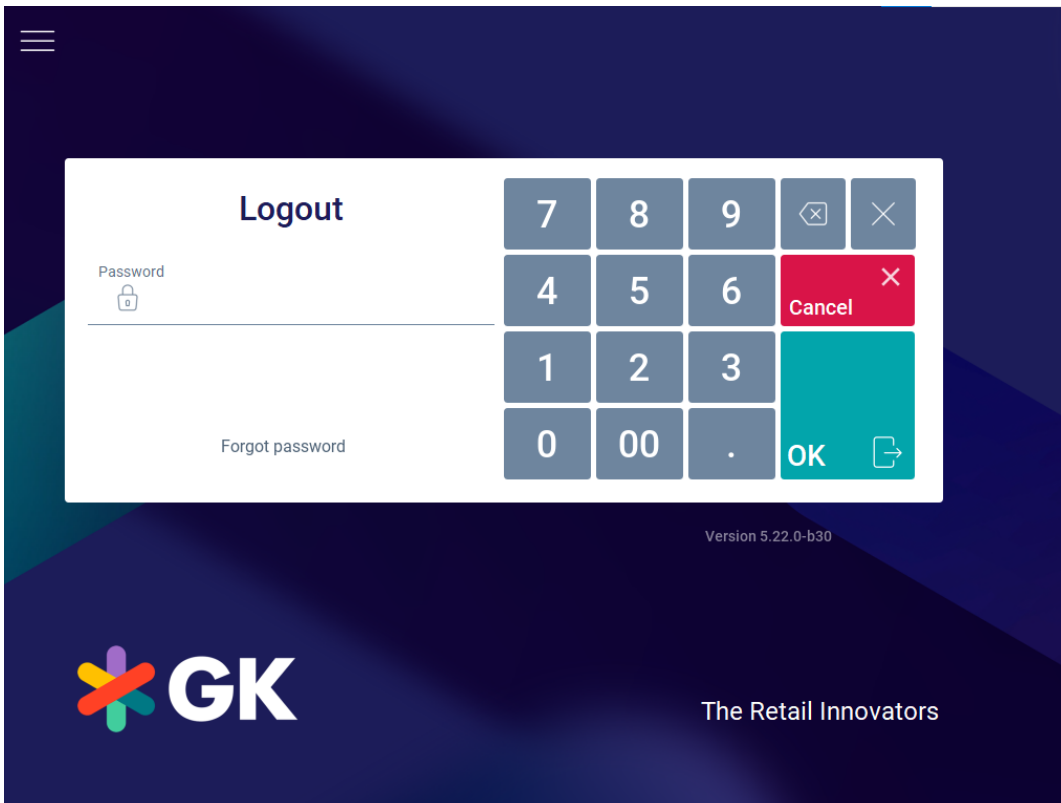 Logout
Password
Forgot password
7 8 9
4 5 6 Cancel
1 2 3
0 00 . OK
Version 5.22.0-b30
GK
The Retail Innovators